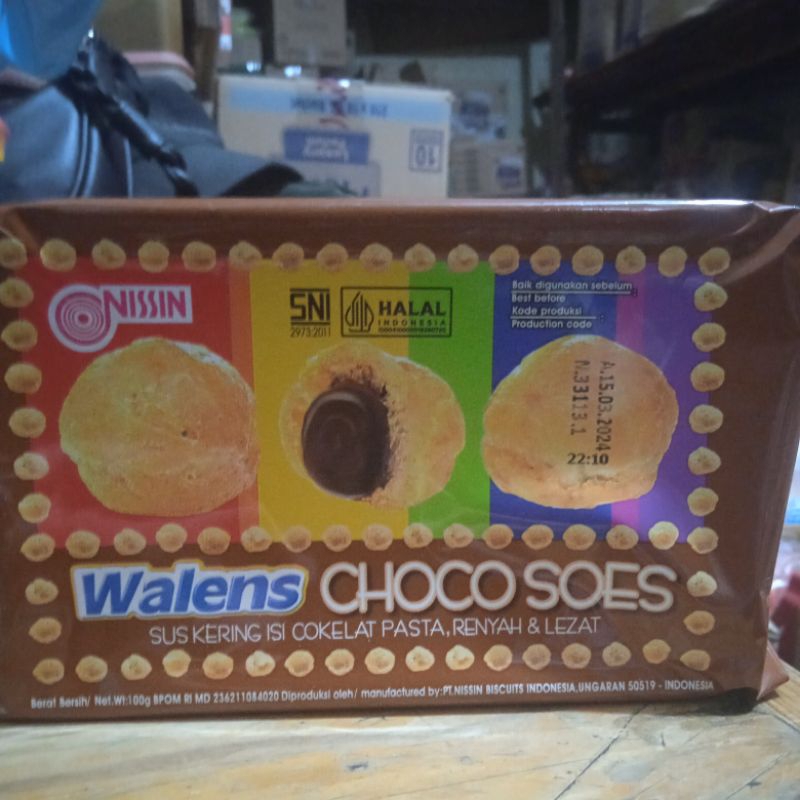 NISSIN
SNI
2973:2011
HALAL
INDONESIA
Baik digunakan sebelum
Best before
Kode produksi :
Production code
A.15.03.2024
N.33113.1
22:10
Walens CHOCO SOES
SUS KERING ISI COKELAT PASTA, RENYAH & LEZAT
Berat Bersih/ Net.Wt:100g BPOM RI MD 236211084020 Diproduksi oleh/ manufactured by:PT.NISSIN BISCUITS INDONESIA,UNGARAN 50519 - INDONESIA
10